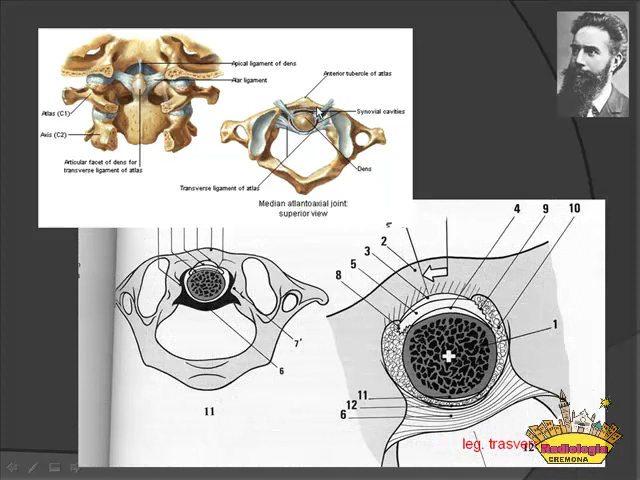 Apical ligament of dens
Alar ligament
Atlas (C1)
Axis (C2)
Articular facet of dens for
transverse ligament of atlas
Anterior tubercle of atlas
Synovial cavities
Dens
Transverse ligament of atlas
Median atlantoaxial joint:
superior view
7'
6
11
2
3
5
8
4
9
10
1
11
12
6
leg. trasver
12
Radiologia
CREMONA